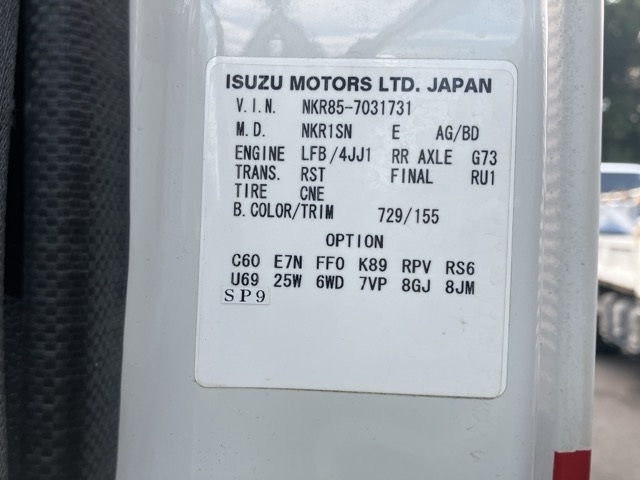 ISUZU MOTORS LTD. JAPAN
V.I.N. NKR85-7031731
M.D. NKR1SN E AG/BD
ENGINE LFB/4JJ1 RR AXLE G73
TRANS. RST FINAL RU1
TIRE CNE
B.COLOR/TRIM 729/155
OPTION
C60 E7N FF0 K89 RPV RS6
U69 25W 6WD 7VP 8GJ 8JM
SP9